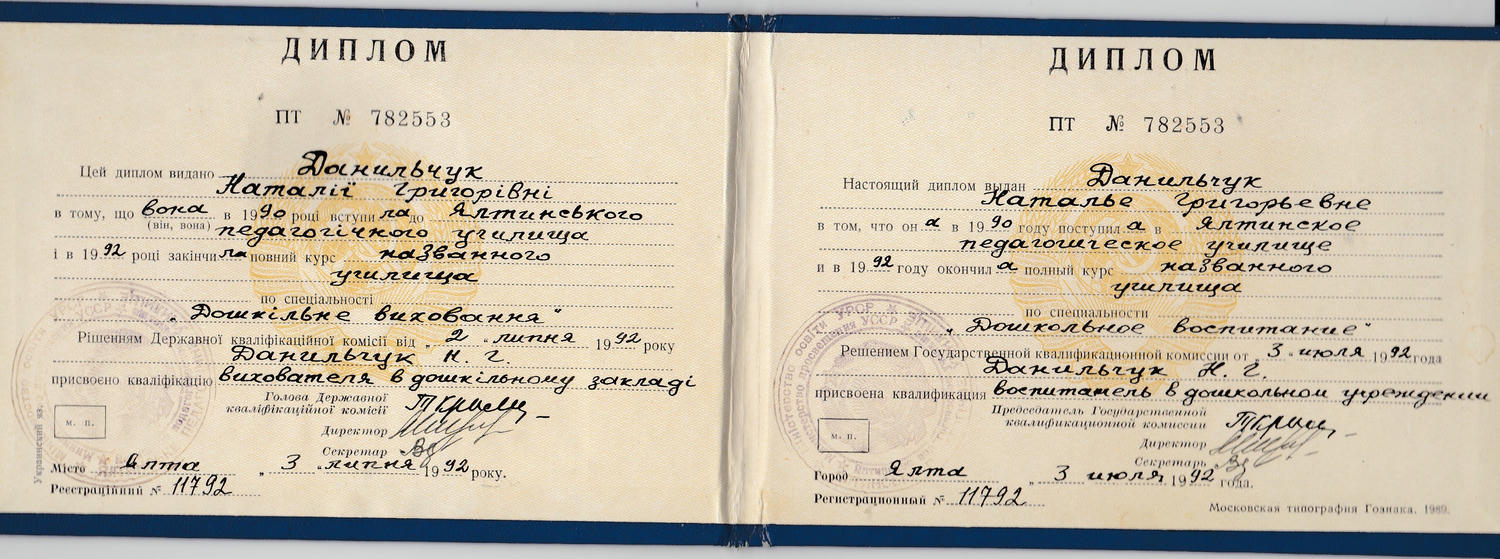 ДИПЛОМ
ПТ № 782553
Цей диплом видано Данильчук
Наталії Григорівні
в тому, що вона в 1990 році вступила до Ялтинського
(він, вона) педагогічного училища
і в 1992 році закінчила повний курс названного
училища
по спеціальності
"Дошкільне виховання"
Рішенням Державної кваліфікаційної комісії від „2" липня 1992 року
Данильчук Н. Г.
присвоєно кваліфікацію вихователя в дошкільному закладі
Голова Державної
кваліфікаційної комісії
Директор
Секретар
м. п.
Місто Ялта „3" липня 1992 року.
Реєстраційний № 11792
Украинский яз.
ДИПЛОМ
ПТ № 782553
Настоящий диплом выдан Данильчук
Наталье Григорьевне
в том, что он а в 1990 году поступил а в Ялтинское
педагогическое училище
и в 1992 году окончил а полный курс названного
училища
по специальности
"Дошкольное воспитание"
Решением Государственной квалификационной комиссии от „3" июля 1992 года
Данильчук Н. Г.
присвоена квалификация воспитатель в дошкольном учреждении
Председатель Государственной
квалификационной комиссии
Директор
Секретарь
м. п.
Город Ялта „3" июля 1992 года.
Регистрационный № 11792
Московская типография Гознака. 1989.